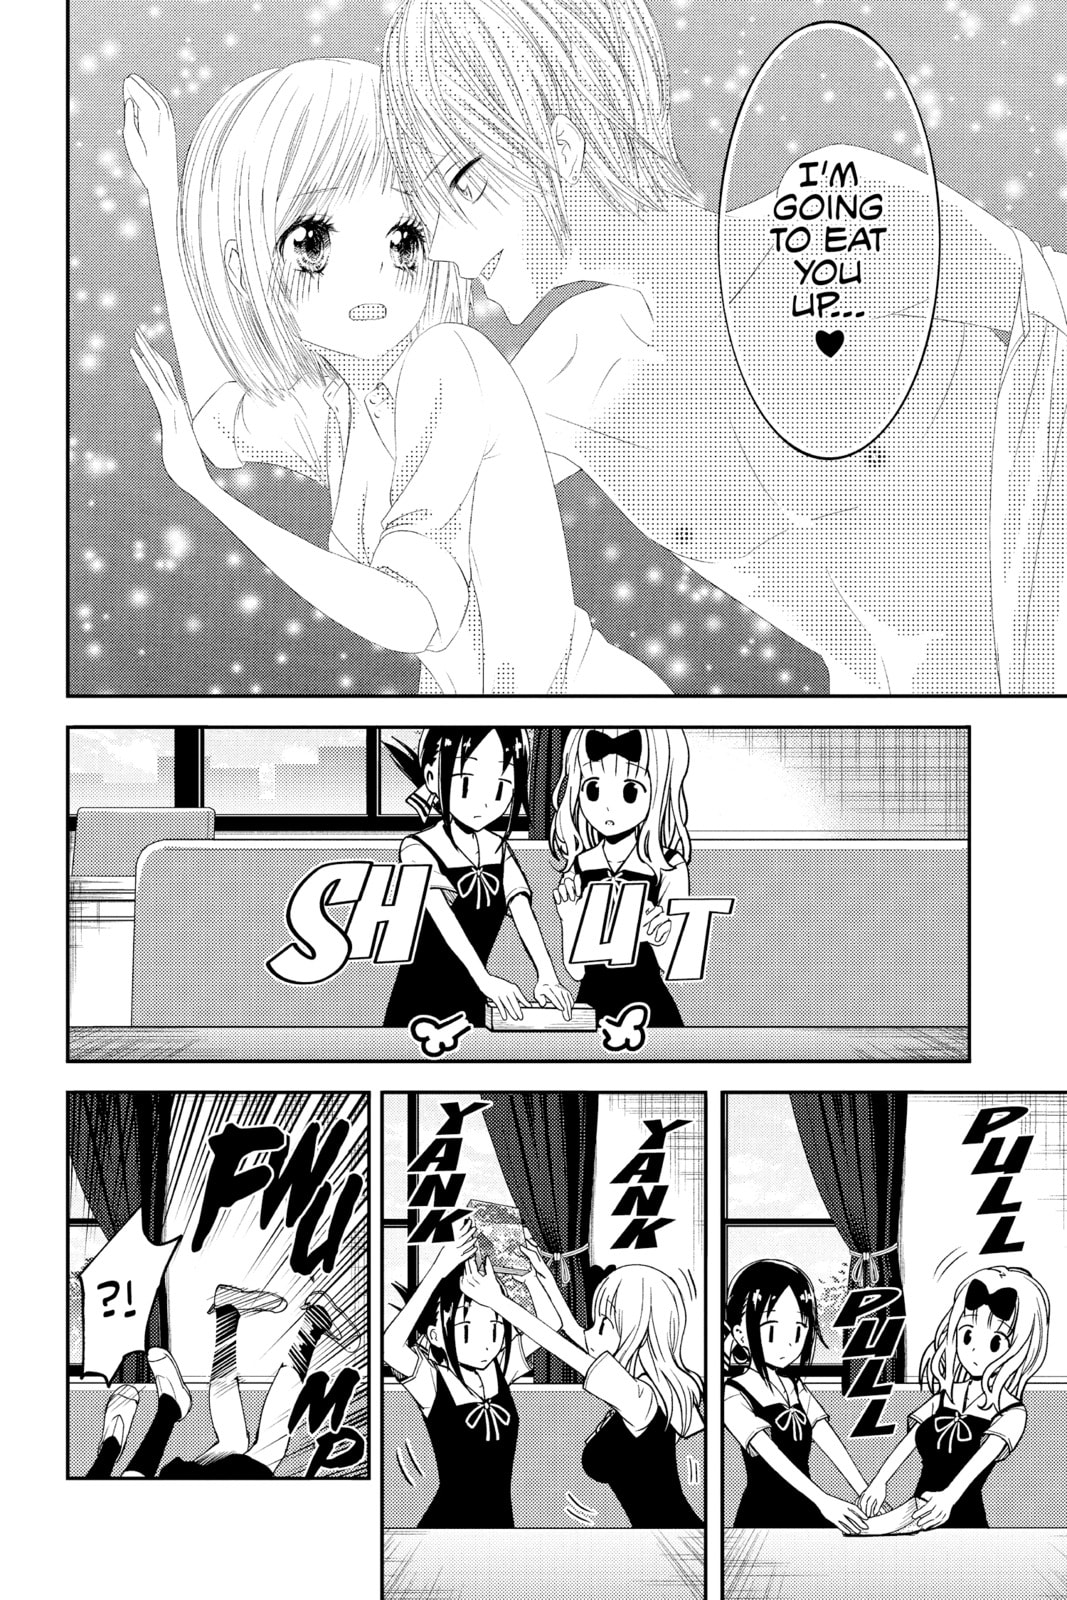 I'M
GOING
TO EAT
YOU
UP...
♥
SHUT
PULL
PULL
YANK
YANK
FWUMP
?!